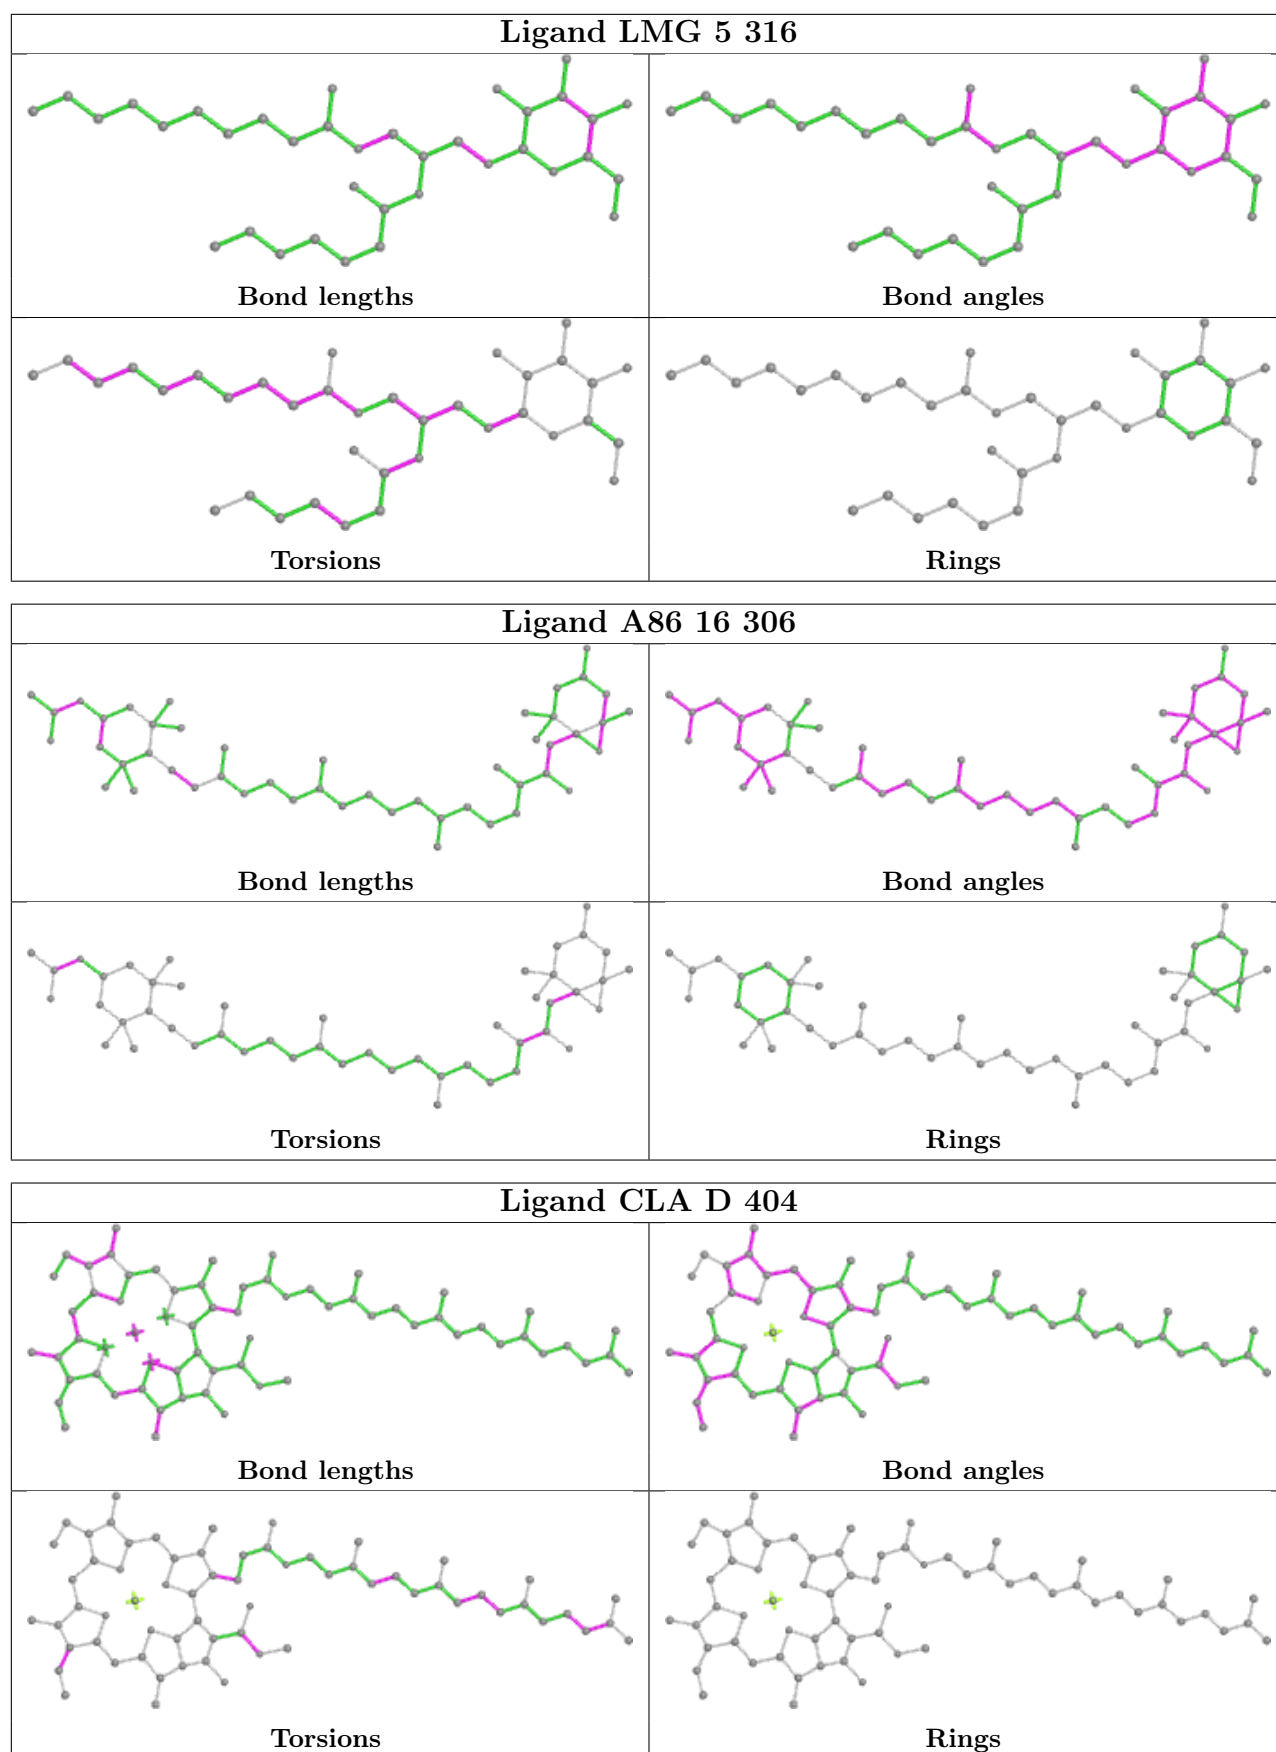 Ligand LMG 5 316
Bond lengths
Bond angles
Torsions
Rings
Ligand A86 16 306
Bond lengths
Bond angles
Torsions
Rings
Ligand CLA D 404
Bond lengths
Bond angles
Torsions
Rings